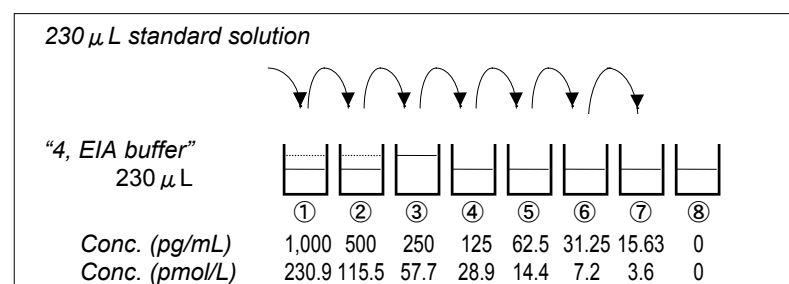 230 μL standard solution
“4, EIA buffer”
230 μL
① ② ③ ④ ⑤ ⑥ ⑦ ⑧
Conc. (pg/mL) 1,000 500 250 125 62.5 31.25 15.63 0
Conc. (pmol/L) 230.9 115.5 57.7 28.9 14.4 7.2 3.6 0